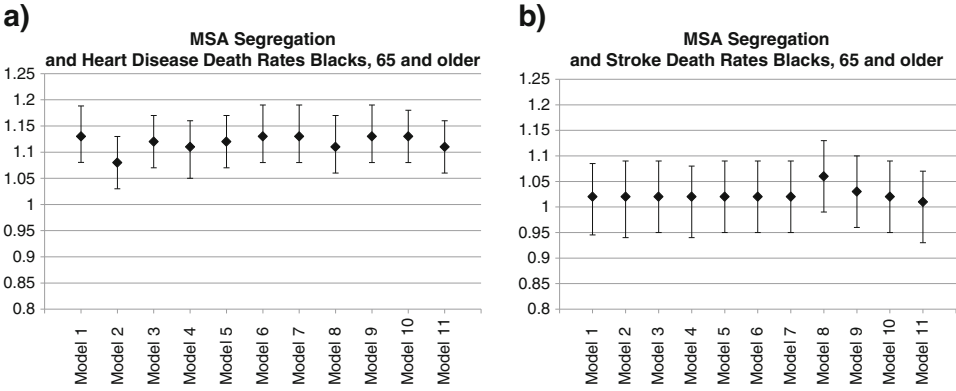 a)
MSA Segregation
and Heart Disease Death Rates Blacks, 65 and older
1.25
1.2
1.15
1.1
1.05
1
0.95
0.9
0.85
0.8
Model 1
Model 2
Model 3
Model 4
Model 5
Model 6
Model 7
Model 8
Model 9
Model 10
Model 11
b)
MSA Segregation
and Stroke Death Rates Blacks, 65 and older
1.25
1.2
1.15
1.1
1.05
1
0.95
0.9
0.85
0.8
Model 1
Model 2
Model 3
Model 4
Model 5
Model 6
Model 7
Model 8
Model 9
Model 10
Model 11